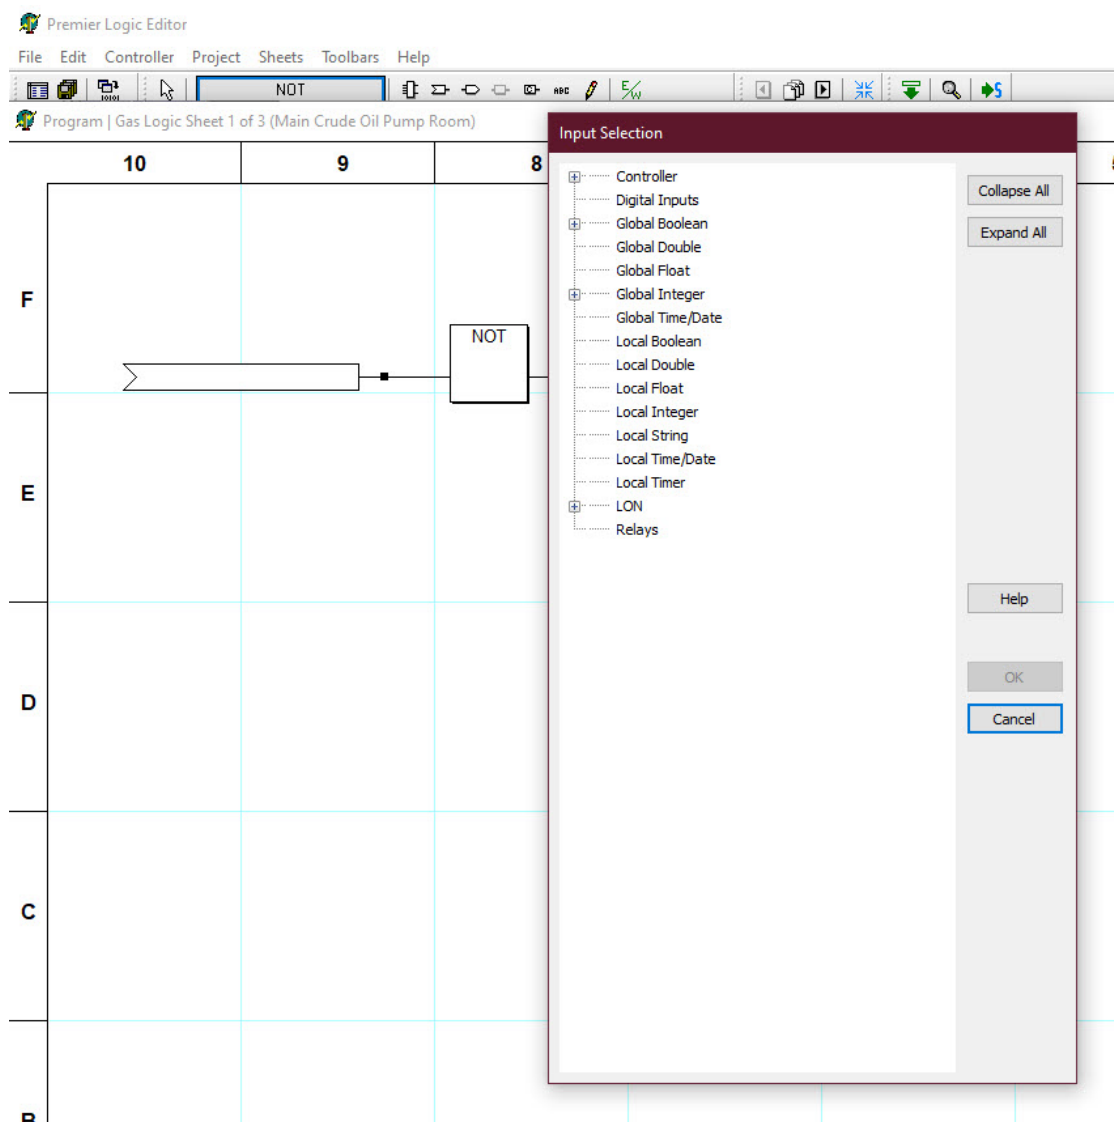 Premier Logic Editor
File Edit Controller Project Sheets Toolbars Help
10101 NOT ABC E/W S
Program | Gas Logic Sheet 1 of 3 (Main Crude Oil Pump Room)
Input Selection
10 9 8
Controller
Digital Inputs
Global Boolean
Global Double
Global Float
Global Integer
Global Time/Date
Local Boolean
Local Double
Local Float
Local Integer
Local String
Local Time/Date
Local Timer
LON
Relays
Collapse All
Expand All
Help
OK
Cancel
F
NOT
E
D
C
B